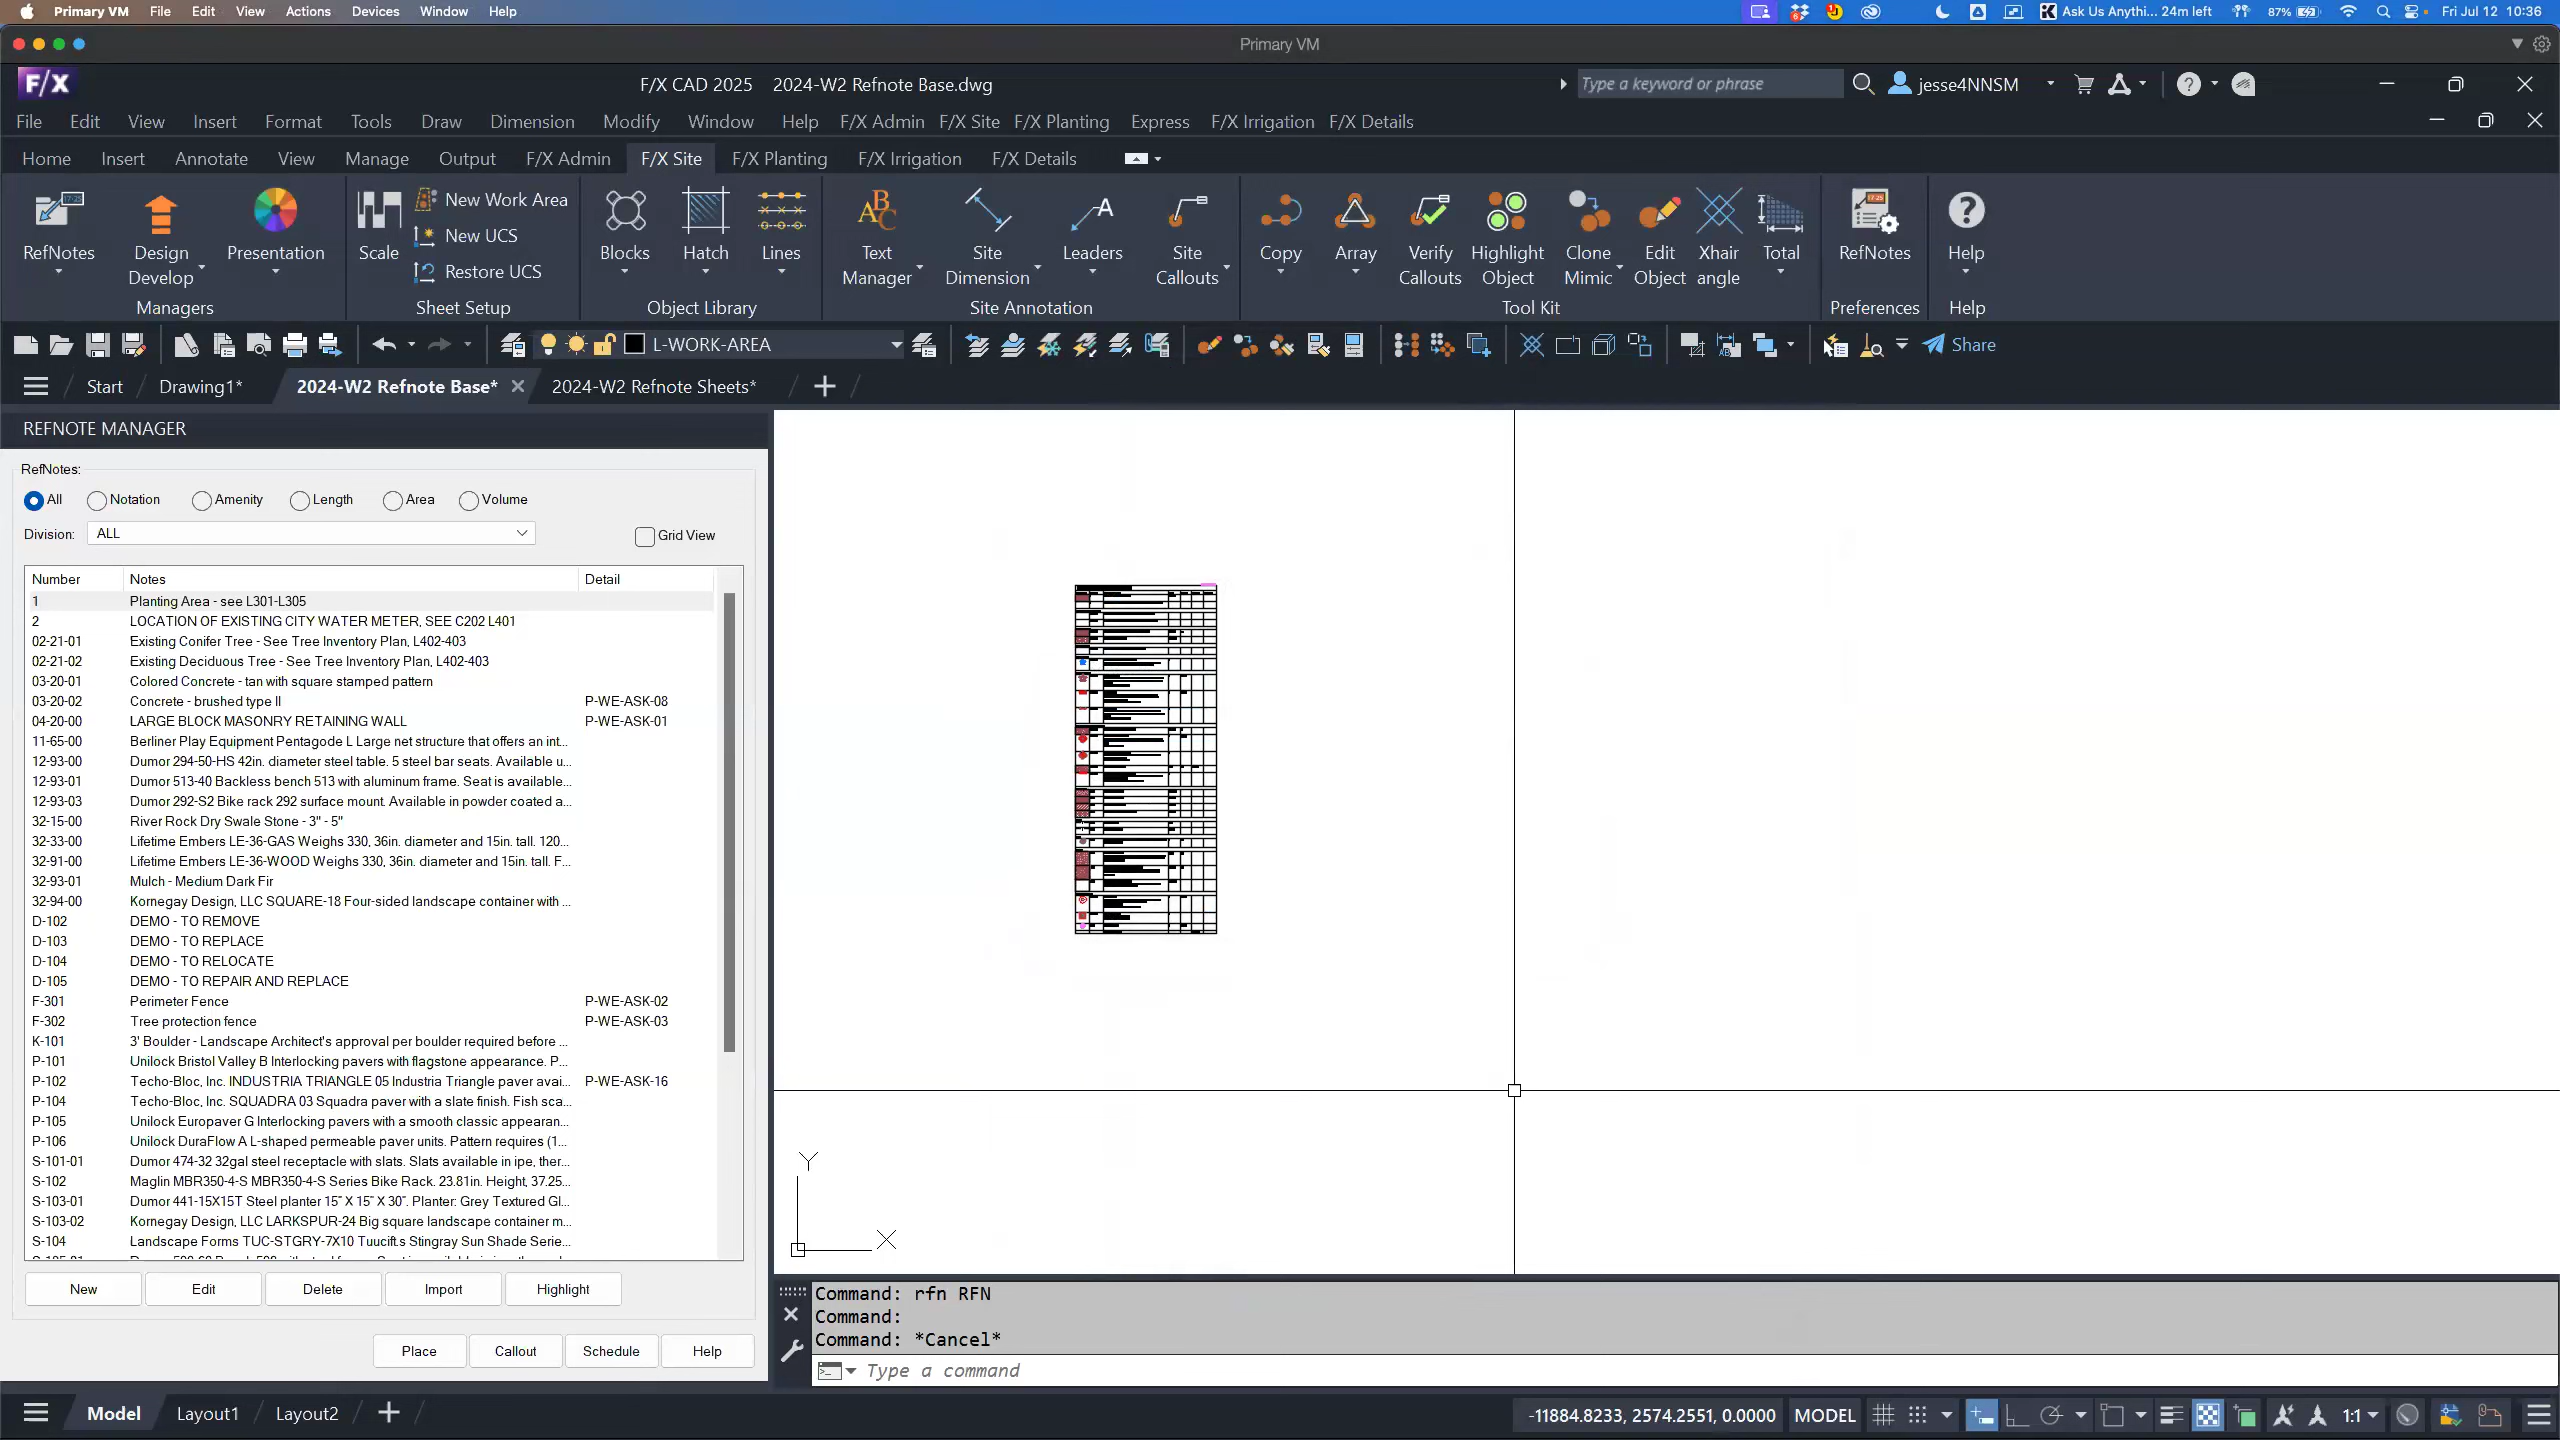 Primary VM File Edit View Actions Devices Window Help Ask Us Anythi... 24m left 87% Fri Jul 12 10:36
Primary VM
F/X F/X CAD 2025 2024-W2 Refnote Base.dwg Type a keyword or phrase jesse4NNSM
File Edit View Insert Format Tools Draw Dimension Modify Window Help F/X Admin F/X Site F/X Planting Express F/X Irrigation F/X Details
Home Insert Annotate View Manage Output F/X Admin F/X Site F/X Planting F/X Irrigation F/X Details
RefNotes
Design
Develop
Presentation
Managers
Scale
New Work Area
New UCS
Restore UCS
Sheet Setup
Blocks
Hatch
Lines
Object Library
Text
Manager
Site
Dimension
Leaders
Site
Callouts
Site Annotation
Copy
Array
Verify
Callouts
Highlight
Object
Clone
Mimic
Edit
Object
Xhair
angle
Total
Tool Kit
RefNotes
Preferences
Help
Help
L-WORK-AREA Share
Start Drawing1* 2024-W2 Refnote Base* 2024-W2 Refnote Sheets*
REFNOTE MANAGER
RefNotes:
All Notation Amenity Length Area Volume
Division: ALL Grid View
Number Notes Detail
1 Planting Area - see L301-L305
2 LOCATION OF EXISTING CITY WATER METER, SEE C202 L401
02-21-01 Existing Conifer Tree - See Tree Inventory Plan, L402-403
02-21-02 Existing Deciduous Tree - See Tree Inventory Plan, L402-403
03-20-01 Colored Concrete - tan with square stamped pattern
03-20-02 Concrete - brushed type II P-WE-ASK-08
04-20-00 LARGE BLOCK MASONRY RETAINING WALL P-WE-ASK-01
11-65-00 Berliner Play Equipment Pentagode L Large net structure that offers an int...
12-93-00 Dumor 294-50-HS 42in. diameter steel table. 5 steel bar seats. Available u...
12-93-01 Dumor 513-40 Backless bench 513 with aluminum frame. Seat is available...
12-93-03 Dumor 292-S2 Bike rack 292 surface mount. Available in powder coated a...
32-15-00 River Rock Dry Swale Stone - 3" - 5"
32-33-00 Lifetime Embers LE-36-GAS Weighs 330, 36in. diameter and 15in. tall. 120...
32-91-00 Lifetime Embers LE-36-WOOD Weighs 330, 36in. diameter and 15in. tall. F...
32-93-01 Mulch - Medium Dark Fir
32-94-00 Kornegay Design, LLC SQUARE-18 Four-sided landscape container with ...
D-102 DEMO - TO REMOVE
D-103 DEMO - TO REPLACE
D-104 DEMO - TO RELOCATE
D-105 DEMO - TO REPAIR AND REPLACE
F-301 Perimeter Fence P-WE-ASK-02
F-302 Tree protection fence P-WE-ASK-03
K-101 3' Boulder - Landscape Architect's approval per boulder required before ...
P-101 Unilock Bristol Valley B Interlocking pavers with flagstone appearance. P...
P-102 Techo-Bloc, Inc. INDUSTRIA TRIANGLE 05 Industria Triangle paver avai... P-WE-ASK-16
P-104 Techo-Bloc, Inc. SQUADRA 03 Squadra paver with a slate finish. Fish sca...
P-105 Unilock Europaver G Interlocking pavers with a smooth classic appearan...
P-106 Unilock DuraFlow A L-shaped permeable paver units. Pattern requires (1...
S-101-01 Dumor 474-32 32gal steel receptacle with slats. Slats available in ipe, ther...
S-102 Maglin MBR350-4-S MBR350-4-S Series Bike Rack. 23.81in. Height, 37.25...
S-103-01 Dumor 441-15X15T Steel planter 15" X 15" X 30". Planter: Grey Textured Gl...
S-103-02 Kornegay Design, LLC LARKSPUR-24 Big square landscape container m...
S-104 Landscape Forms TUC-STGRY-7X10 Tuucift.s Stingray Sun Shade Serie...
New Edit Delete Import Highlight
Place Callout Schedule Help
Y
X
Command: rfn RFN
Command:
Command: *Cancel*
Type a command
Model Layout1 Layout2 -11884.8233, 2574.2551, 0.0000 MODEL 1:1